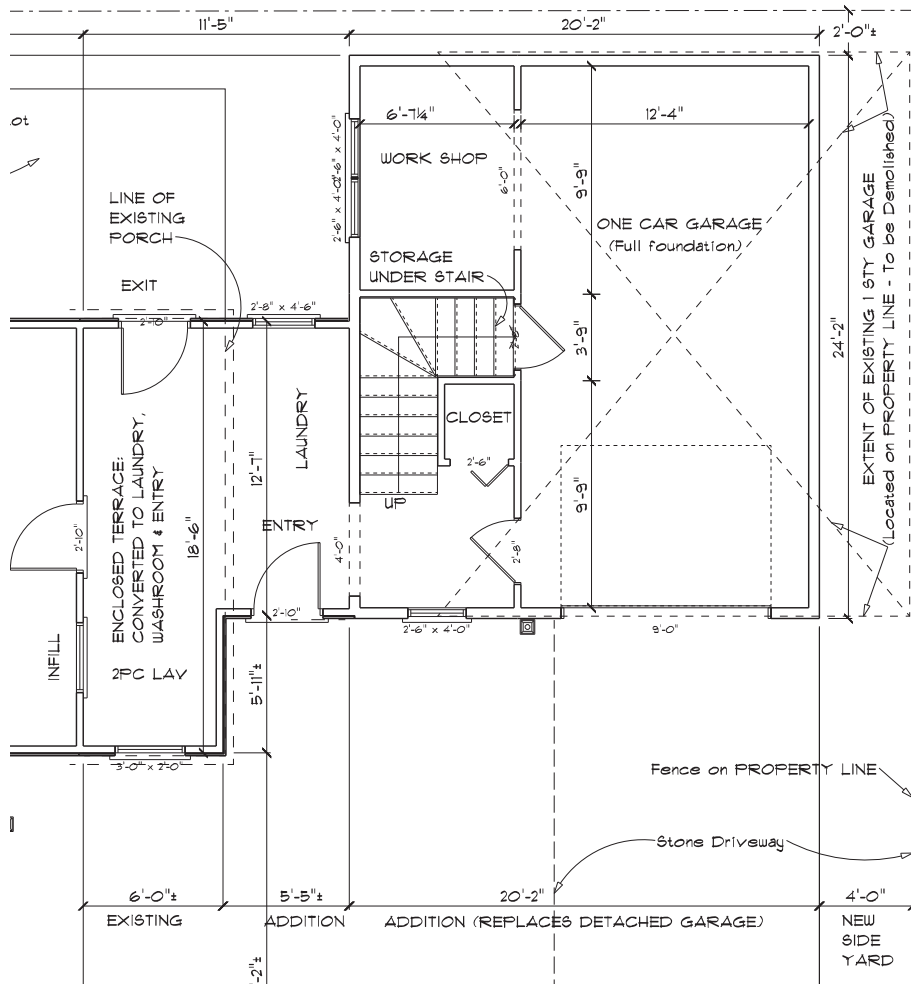 11'-5"
20'-2"
2'-0"±
6'-7¼"
12'-4"
2'-6" x 4'-0"
2'-6" x 4'-0"
WORK SHOP
6'-0"
9'-9"
LINE OF
EXISTING
PORCH
ONE CAR GARAGE
(Full foundation)
STORAGE
UNDER STAIR
EXTENT OF EXISTING 1 STY GARAGE
(Located on PROPERTY LINE - To be Demolished)
EXIT
2'-8" x 4'-6"
2'-10"
3'-9"
24'-2"
CLOSET
LAUNDRY
ENCLOSED TERRACE:
CONVERTED TO LAUNDRY,
WASHROOM & ENTRY
12'-7"
18'-6"
2'-6"
UP
9'-9"
ENTRY
2'-10"
4'-0"
2'-8"
2'-10"
2'-6" x 4'-0"
9'-0"
INFILL
2PC LAV
5'-11"±
3'-0" x 2'-0"
Fence on PROPERTY LINE
Stone Driveway
6'-0"±
5'-5"±
20'-2"
4'-0"
EXISTING
ADDITION
ADDITION (REPLACES DETACHED GARAGE)
NEW
SIDE
YARD